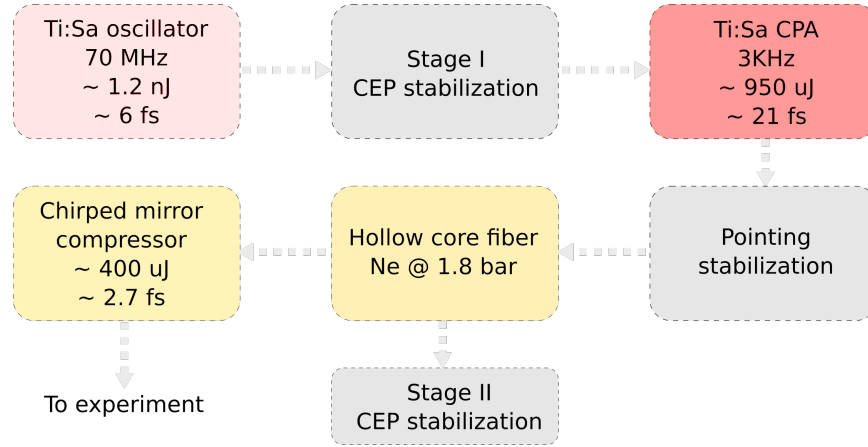 Ti:Sa oscillator
70 MHz
~ 1.2 nJ
~ 6 fs
Stage I
CEP stabilization
Ti:Sa CPA
3KHz
~ 950 uJ
~ 21 fs
Chirped mirror
compressor
~ 400 uJ
~ 2.7 fs
Hollow core fiber
Ne @ 1.8 bar
Pointing
stabilization
To experiment
Stage II
CEP stabilization